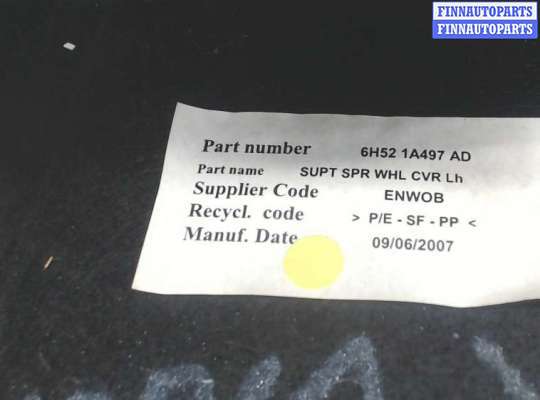 FINNAUTOPARTS
FINNAUTOPARTS
Part number 6H52 1A497 AD
Part name SUPT SPR WHL CVR Lh
Supplier Code ENWOB
Recycl. code > P/E - SF - PP <
Manuf. Date 09/06/2007